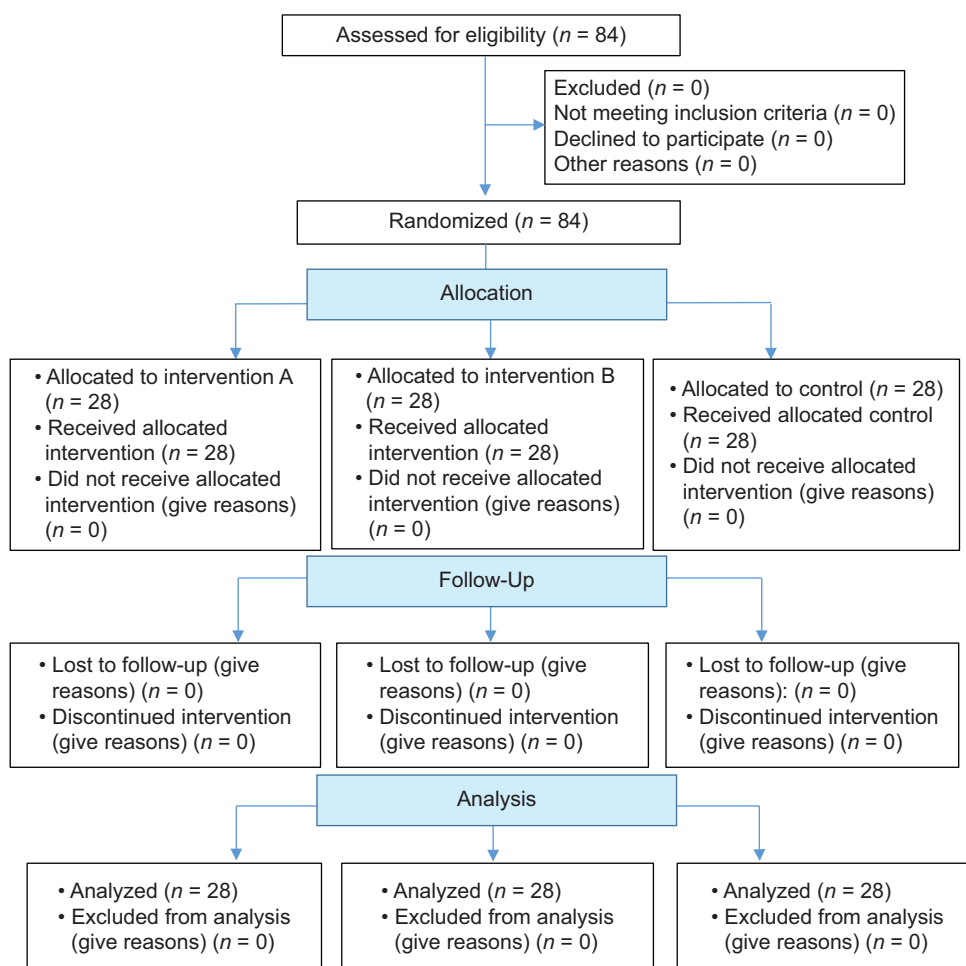 Assessed for eligibility (n = 84)
Excluded (n = 0)
Not meeting inclusion criteria (n = 0)
Declined to participate (n = 0)
Other reasons (n = 0)
Randomized (n = 84)
Allocation
• Allocated to intervention A
(n = 28)
• Received allocated
intervention (n = 28)
• Did not receive allocated
intervention (give reasons)
(n = 0)
• Allocated to intervention B
(n = 28)
• Received allocated
intervention (n = 28)
• Did not receive allocated
intervention (give reasons)
(n = 0)
• Allocated to control (n = 28)
• Received allocated control
(n = 28)
• Did not receive allocated
intervention (give reasons)
(n = 0)
Follow-Up
• Lost to follow-up (give
reasons) (n = 0)
• Discontinued intervention
(give reasons) (n = 0)
• Lost to follow-up (give
reasons) (n = 0)
• Discontinued intervention
(give reasons) (n = 0)
• Lost to follow-up (give
reasons): (n = 0)
• Discontinued intervention
(give reasons) (n = 0)
Analysis
• Analyzed (n = 28)
• Excluded from analysis
(give reasons) (n = 0)
• Analyzed (n = 28)
• Excluded from analysis
(give reasons) (n = 0)
• Analyzed (n = 28)
• Excluded from analysis
(give reasons) (n = 0)